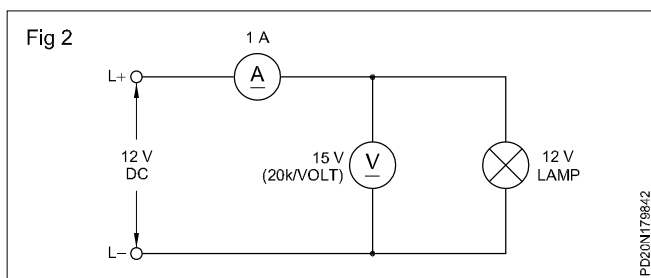 Fig 2
1 A
L+
A
12 V
DC
15 V
(20k/VOLT)
V
12 V
LAMP
L–
PD20N179842